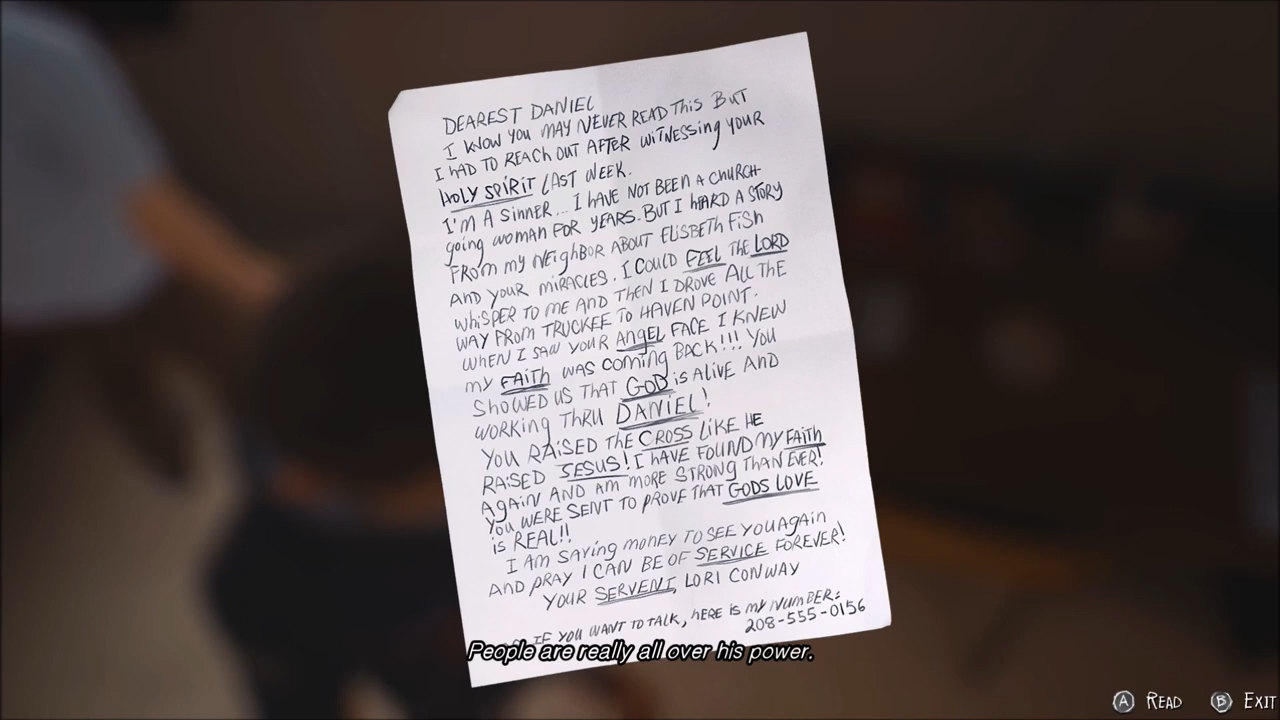 DEAREST DANIEL
I KNOW YOU MAY NEVER READ THIS BUT
I HAD TO REACH OUT AFTER WITNESSING YOUR
HOLY SPIRIT LAST WEEK.
I'M A SINNER... I HAVE NOT BEEN A CHURCH-
going WOMAN FOR YEARS. BUT I HEARD A STORY
FROM MY NEIGHBOR ABOUT ELISBETH FISH
AND YOUR MIRACLES. I COULD FEEL THE LORD
WHISPER TO ME AND THEN I DROVE ALL THE
WAY FROM TRUCKEE TO HAVEN POINT.
WHEN I SAW YOUR ANGEL FACE I KNEW
MY FAITH WAS COMING BACK!!! YOU
SHOWED US THAT GOD IS ALIVE AND
WORKING THRU DANIEL!
YOU RAISED THE CROSS LIKE HE
RAISED JESUS! I HAVE FOUND MY FAITH
AGAIN AND AM MORE STRONG THAN EVER!
YOU WERE SENT TO PROVE THAT GODS LOVE
IS REAL!!
I AM SAVING MONEY TO SEE YOU AGAIN
AND PRAY I CAN BE OF SERVICE FOREVER!
YOUR SERVENT, LORI CONWAY
IF YOU WANT TO TALK, HERE IS MY NUMBER:
208-555-0156
People are really all over his power.
A READ B EXIT